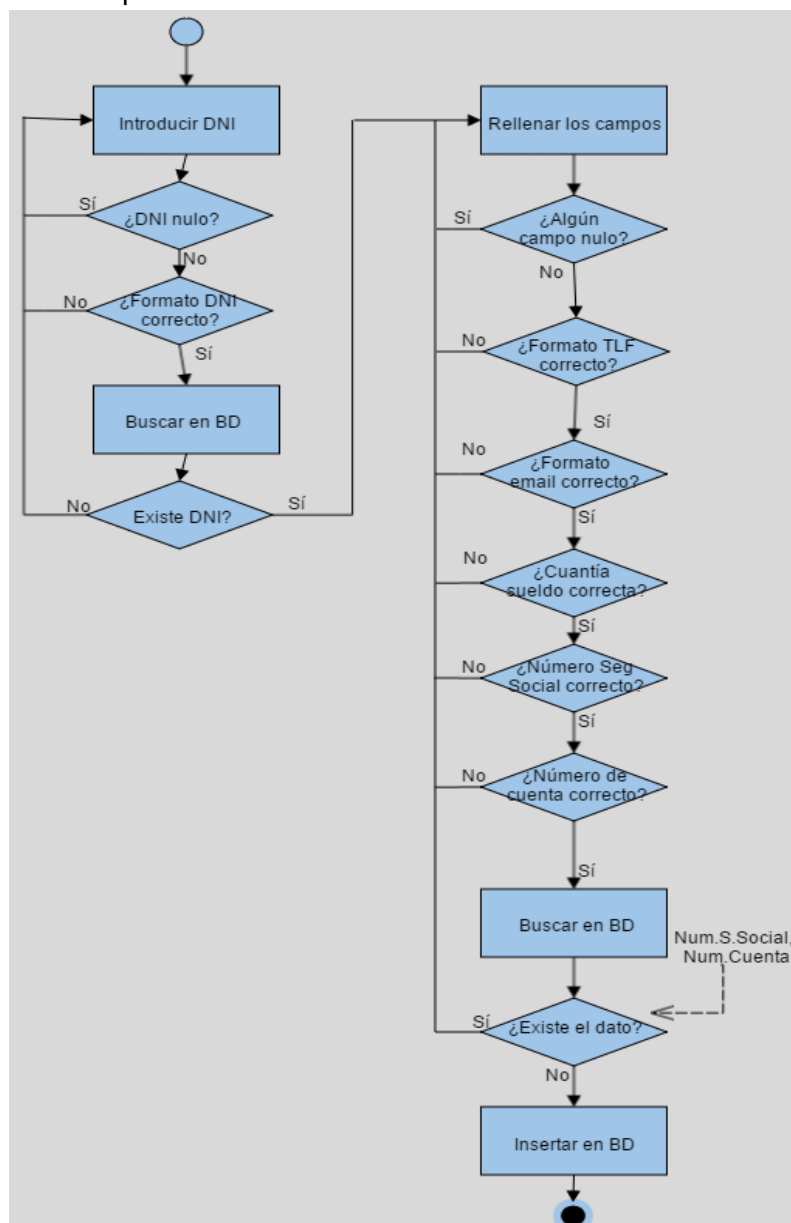 Introducir DNI
Sí
¿DNI nulo?
No
No
¿Formato DNI
correcto?
Sí
Buscar en BD
No
Existe DNI?
Sí
Rellenar los campos
Sí
¿Algún
campo nulo?
No
No
¿Formato TLF
correcto?
Sí
No
¿Formato
email correcto?
Sí
No
¿Cuantía
sueldo correcta?
Sí
No
¿Número Seg
Social correcto?
Sí
No
¿Número de
cuenta correcto?
Sí
Buscar en BD
Num.S.Social,
Num.Cuenta
Sí
¿Existe el dato?
No
Insertar en BD